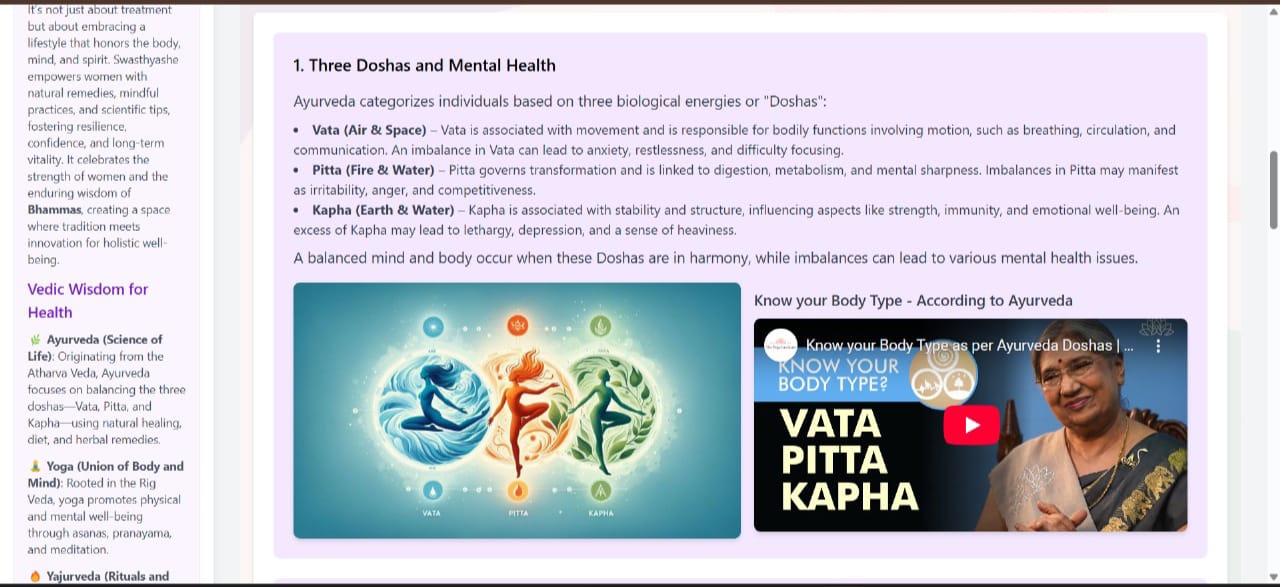 It's not just about treatment
but about embracing a
lifestyle that honors the body,
mind, and spirit. Swasthyashe
empowers women with
natural remedies, mindful
practices, and scientific tips,
fostering resilience,
confidence, and long-term
vitality. It celebrates the
strength of women and the
enduring wisdom of
Bhammas, creating a space
where tradition meets
innovation for holistic well-
being.
Vedic Wisdom for
Health
🌿 Ayurveda (Science of
Life): Originating from the
Atharva Veda, Ayurveda
focuses on balancing the three
doshas—Vata, Pitta, and
Kapha—using natural healing,
diet, and herbal remedies.
🧘 Yoga (Union of Body and
Mind): Rooted in the Rig
Veda, yoga promotes physical
and mental well-being
through asanas, pranayama,
and meditation.
🔥 Yajurveda (Rituals and
1. Three Doshas and Mental Health
Ayurveda categorizes individuals based on three biological energies or "Doshas":
• Vata (Air & Space) – Vata is associated with movement and is responsible for bodily functions involving motion, such as breathing, circulation, and
communication. An imbalance in Vata can lead to anxiety, restlessness, and difficulty focusing.
• Pitta (Fire & Water) – Pitta governs transformation and is linked to digestion, metabolism, and mental sharpness. Imbalances in Pitta may manifest
as irritability, anger, and competitiveness.
• Kapha (Earth & Water) – Kapha is associated with stability and structure, influencing aspects like strength, immunity, and emotional well-being. An
excess of Kapha may lead to lethargy, depression, and a sense of heaviness.
A balanced mind and body occur when these Doshas are in harmony, while imbalances can lead to various mental health issues.
VATA
PITTA
KAPHA
Know your Body Type - According to Ayurveda
Know your Body Type as per Ayurveda Doshas | ...
KNOW YOUR
BODY TYPE?
VATA
PITTA
KAPHA